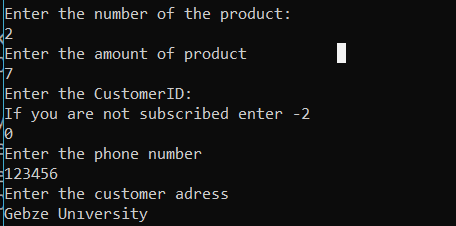 Enter the number of the product:
2
Enter the amount of product
7
Enter the CustomerID:
If you are not subscribed enter -2
0
Enter the phone number
123456
Enter the customer adress
Gebze Unıversity